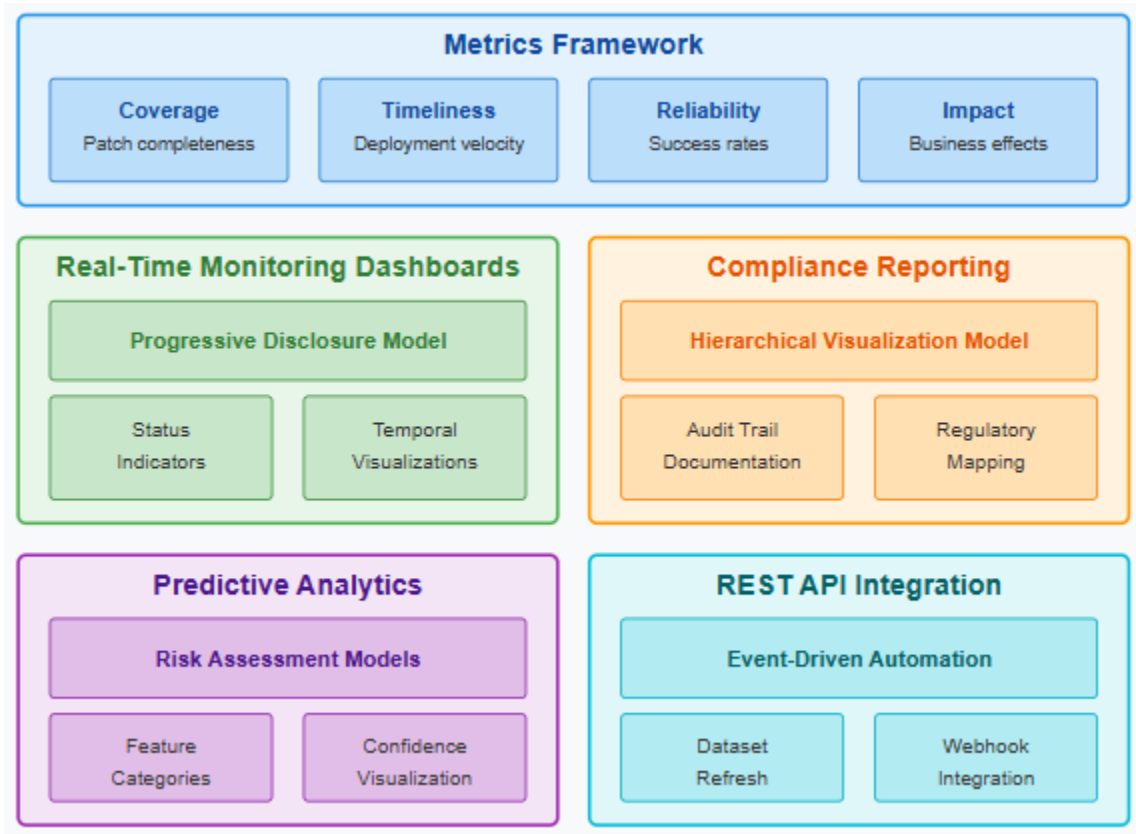 Metrics Framework
Coverage
Patch completeness
Timeliness
Deployment velocity
Reliability
Success rates
Impact
Business effects
Real-Time Monitoring Dashboards
Progressive Disclosure Model
Status
Indicators
Temporal
Visualizations
Compliance Reporting
Hierarchical Visualization Model
Audit Trail
Documentation
Regulatory
Mapping
Predictive Analytics
Risk Assessment Models
Feature
Categories
Confidence
Visualization
REST API Integration
Event-Driven Automation
Dataset
Refresh
Webhook
Integration